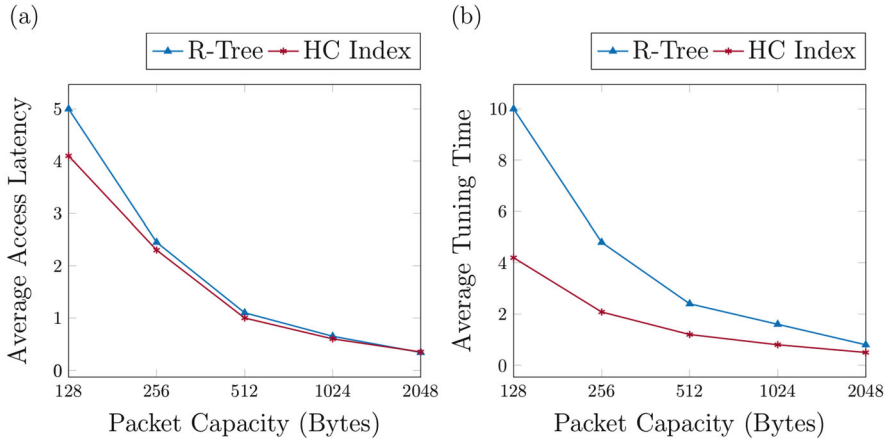 (a)
R-Tree HC Index
Average Access Latency
5
4
3
2
1
0
128 256 512 1024 2048
Packet Capacity (Bytes)
(b)
R-Tree HC Index
Average Tuning Time
10
8
6
4
2
0
128 256 512 1024 2048
Packet Capacity (Bytes)